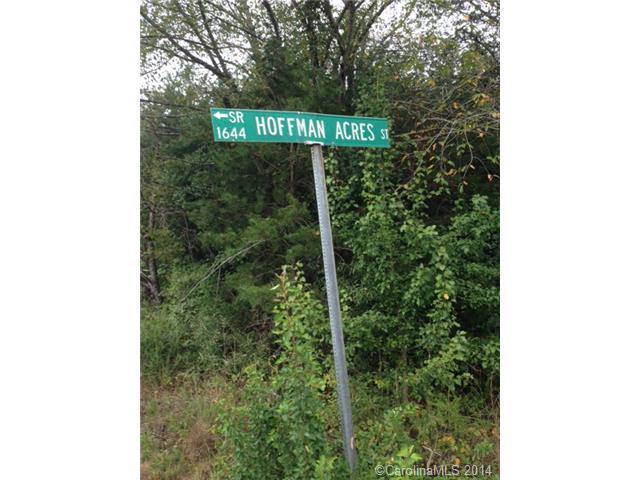 ←SR
1644 HOFFMAN ACRES ST
©CarolinaMLS 2014